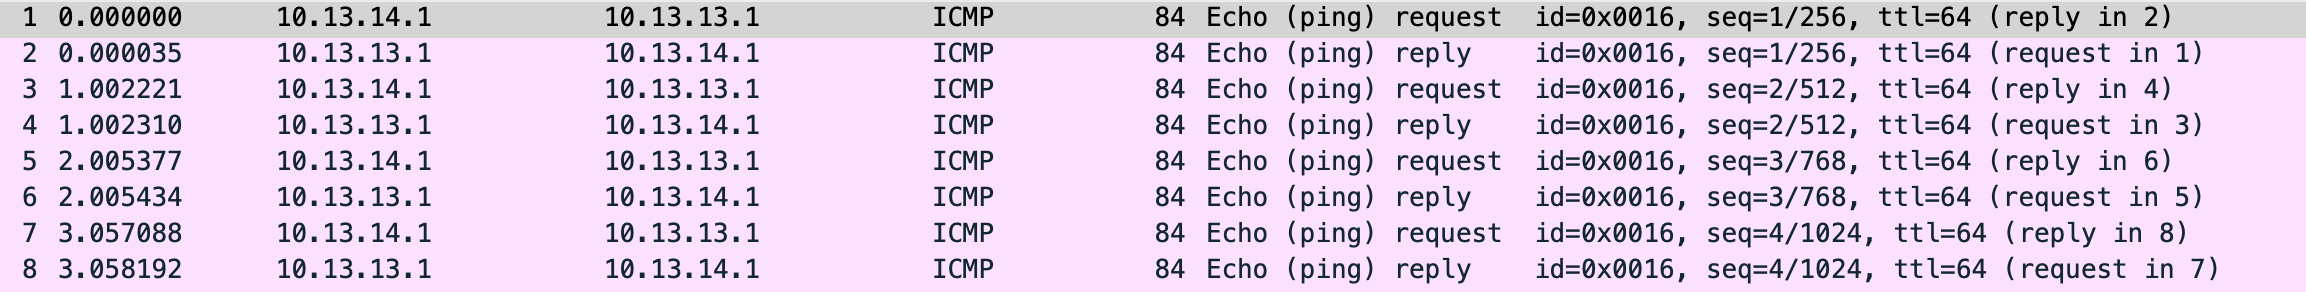 1 0.000000 10.13.14.1 10.13.13.1 ICMP 84 Echo (ping) request id=0x0016, seq=1/256, ttl=64 (reply in 2)
2 0.000035 10.13.13.1 10.13.14.1 ICMP 84 Echo (ping) reply id=0x0016, seq=1/256, ttl=64 (request in 1)
3 1.002221 10.13.14.1 10.13.13.1 ICMP 84 Echo (ping) request id=0x0016, seq=2/512, ttl=64 (reply in 4)
4 1.002310 10.13.13.1 10.13.14.1 ICMP 84 Echo (ping) reply id=0x0016, seq=2/512, ttl=64 (request in 3)
5 2.005377 10.13.14.1 10.13.13.1 ICMP 84 Echo (ping) request id=0x0016, seq=3/768, ttl=64 (reply in 6)
6 2.005434 10.13.13.1 10.13.14.1 ICMP 84 Echo (ping) reply id=0x0016, seq=3/768, ttl=64 (request in 5)
7 3.057088 10.13.14.1 10.13.13.1 ICMP 84 Echo (ping) request id=0x0016, seq=4/1024, ttl=64 (reply in 8)
8 3.058192 10.13.13.1 10.13.14.1 ICMP 84 Echo (ping) reply id=0x0016, seq=4/1024, ttl=64 (request in 7)